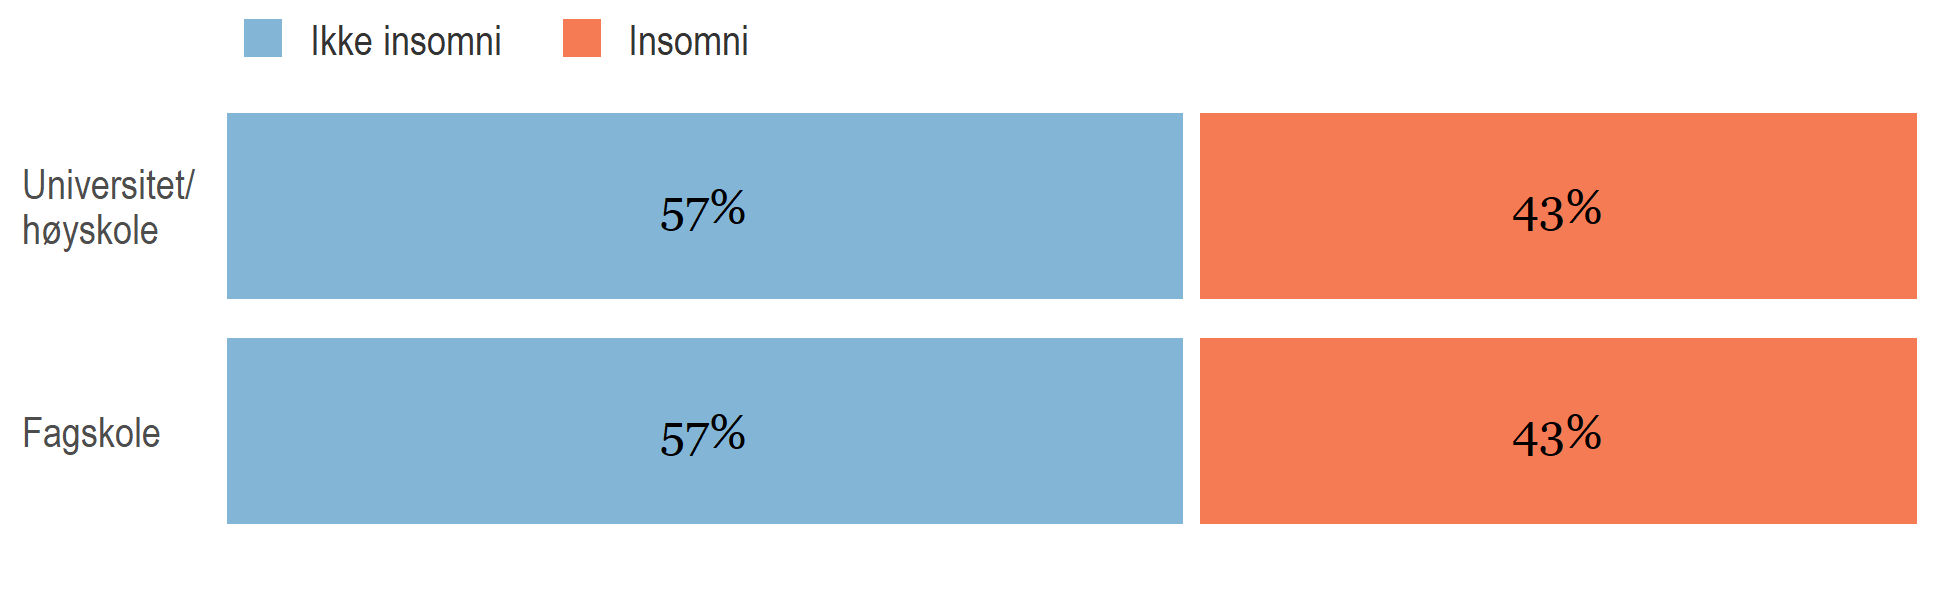 Ikke insomni Insomni
Universitet/
høyskole
57% 43%
Fagskole
57% 43%